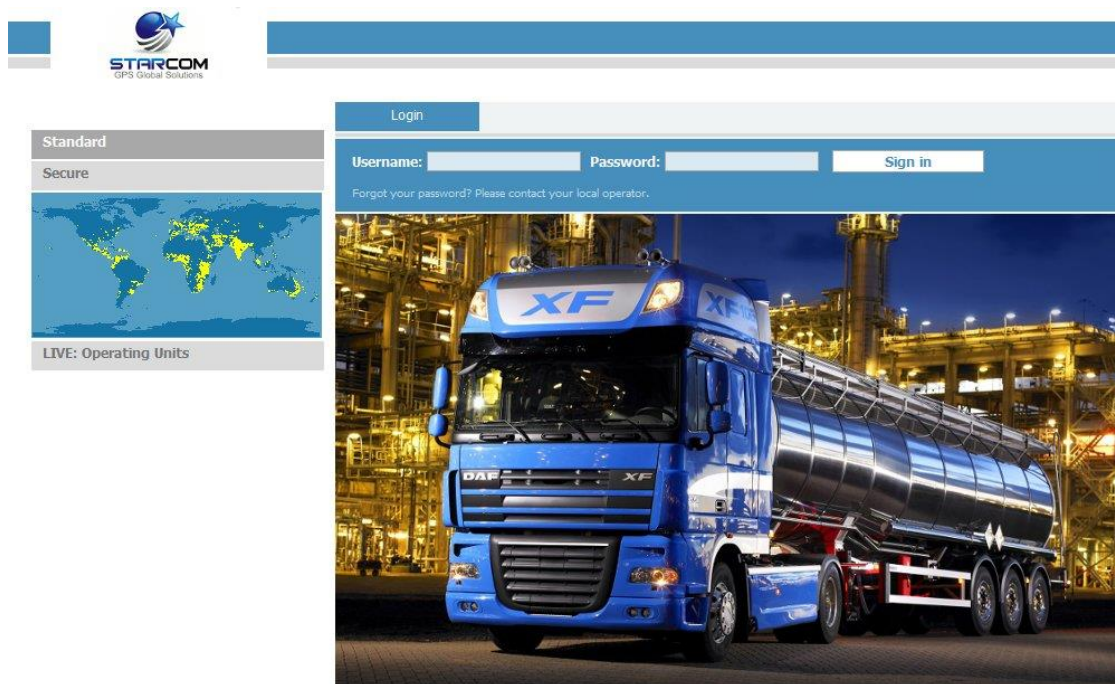 STARCOM
GPS Global Solutions
Login
Standard
Secure
Username: Password: Sign in
Forgot your password? Please contact your local operator.
LIVE: Operating Units
XF
XF
DAF XF